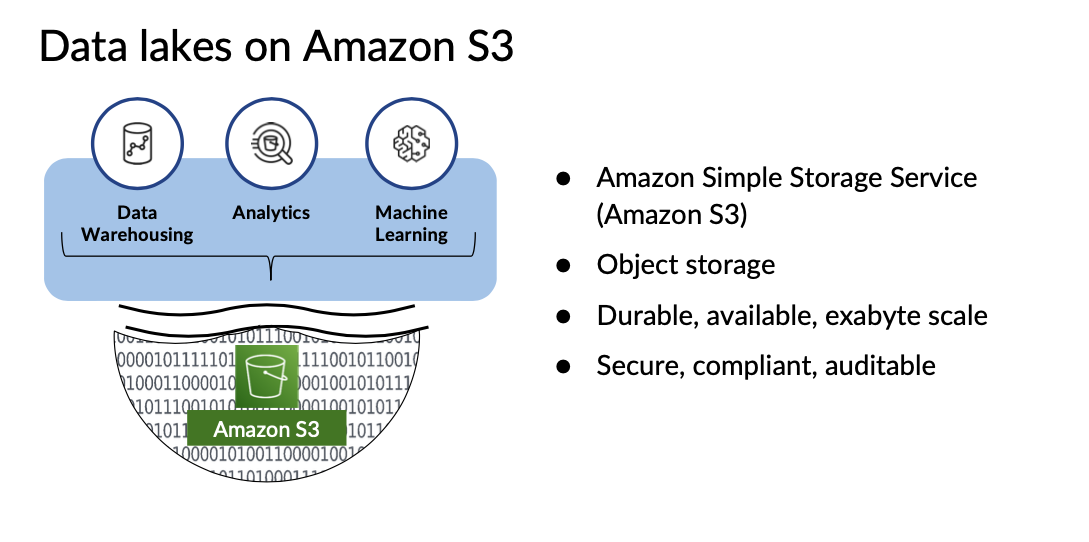 Data lakes on Amazon S3
Data
Warehousing
Analytics
Machine
Learning
Amazon S3
● Amazon Simple Storage Service
(Amazon S3)
● Object storage
● Durable, available, exabyte scale
● Secure, compliant, auditable